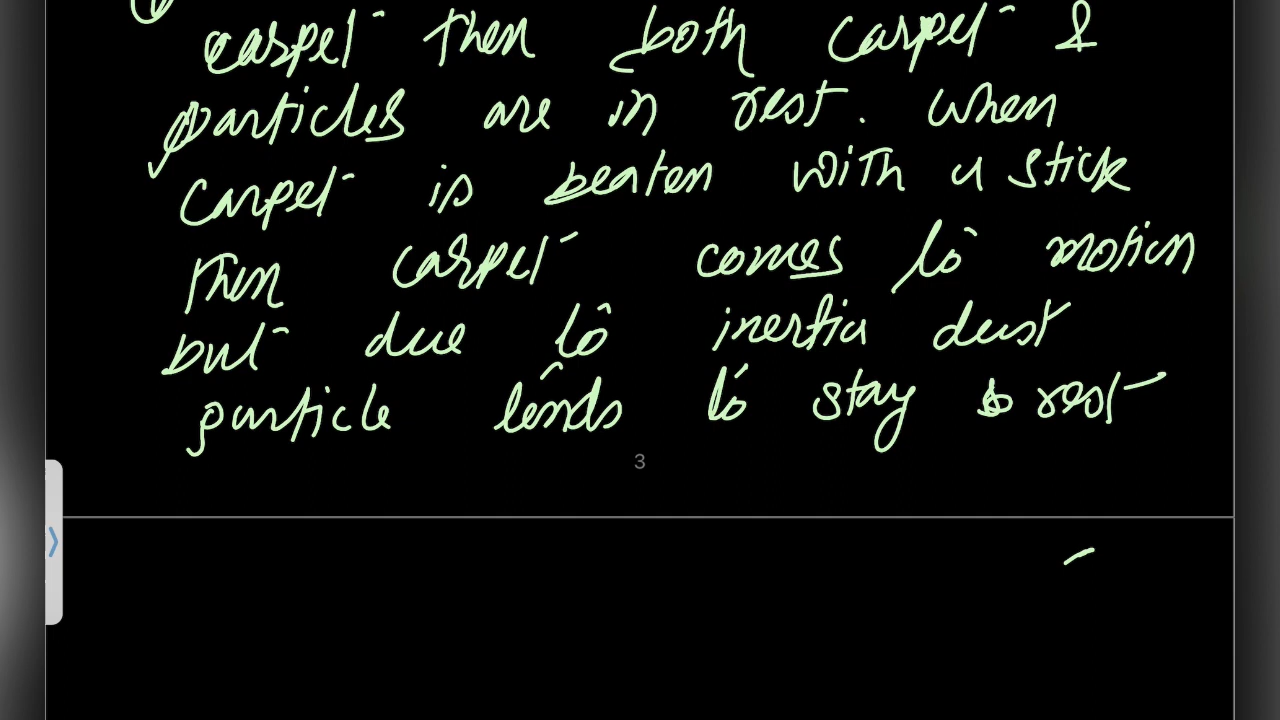 carpet then both carpet &
particles are in rest. when
carpet is beaten with a stick
then carpet comes to motion
but due to inertia dust
particle tends to stay rest
3